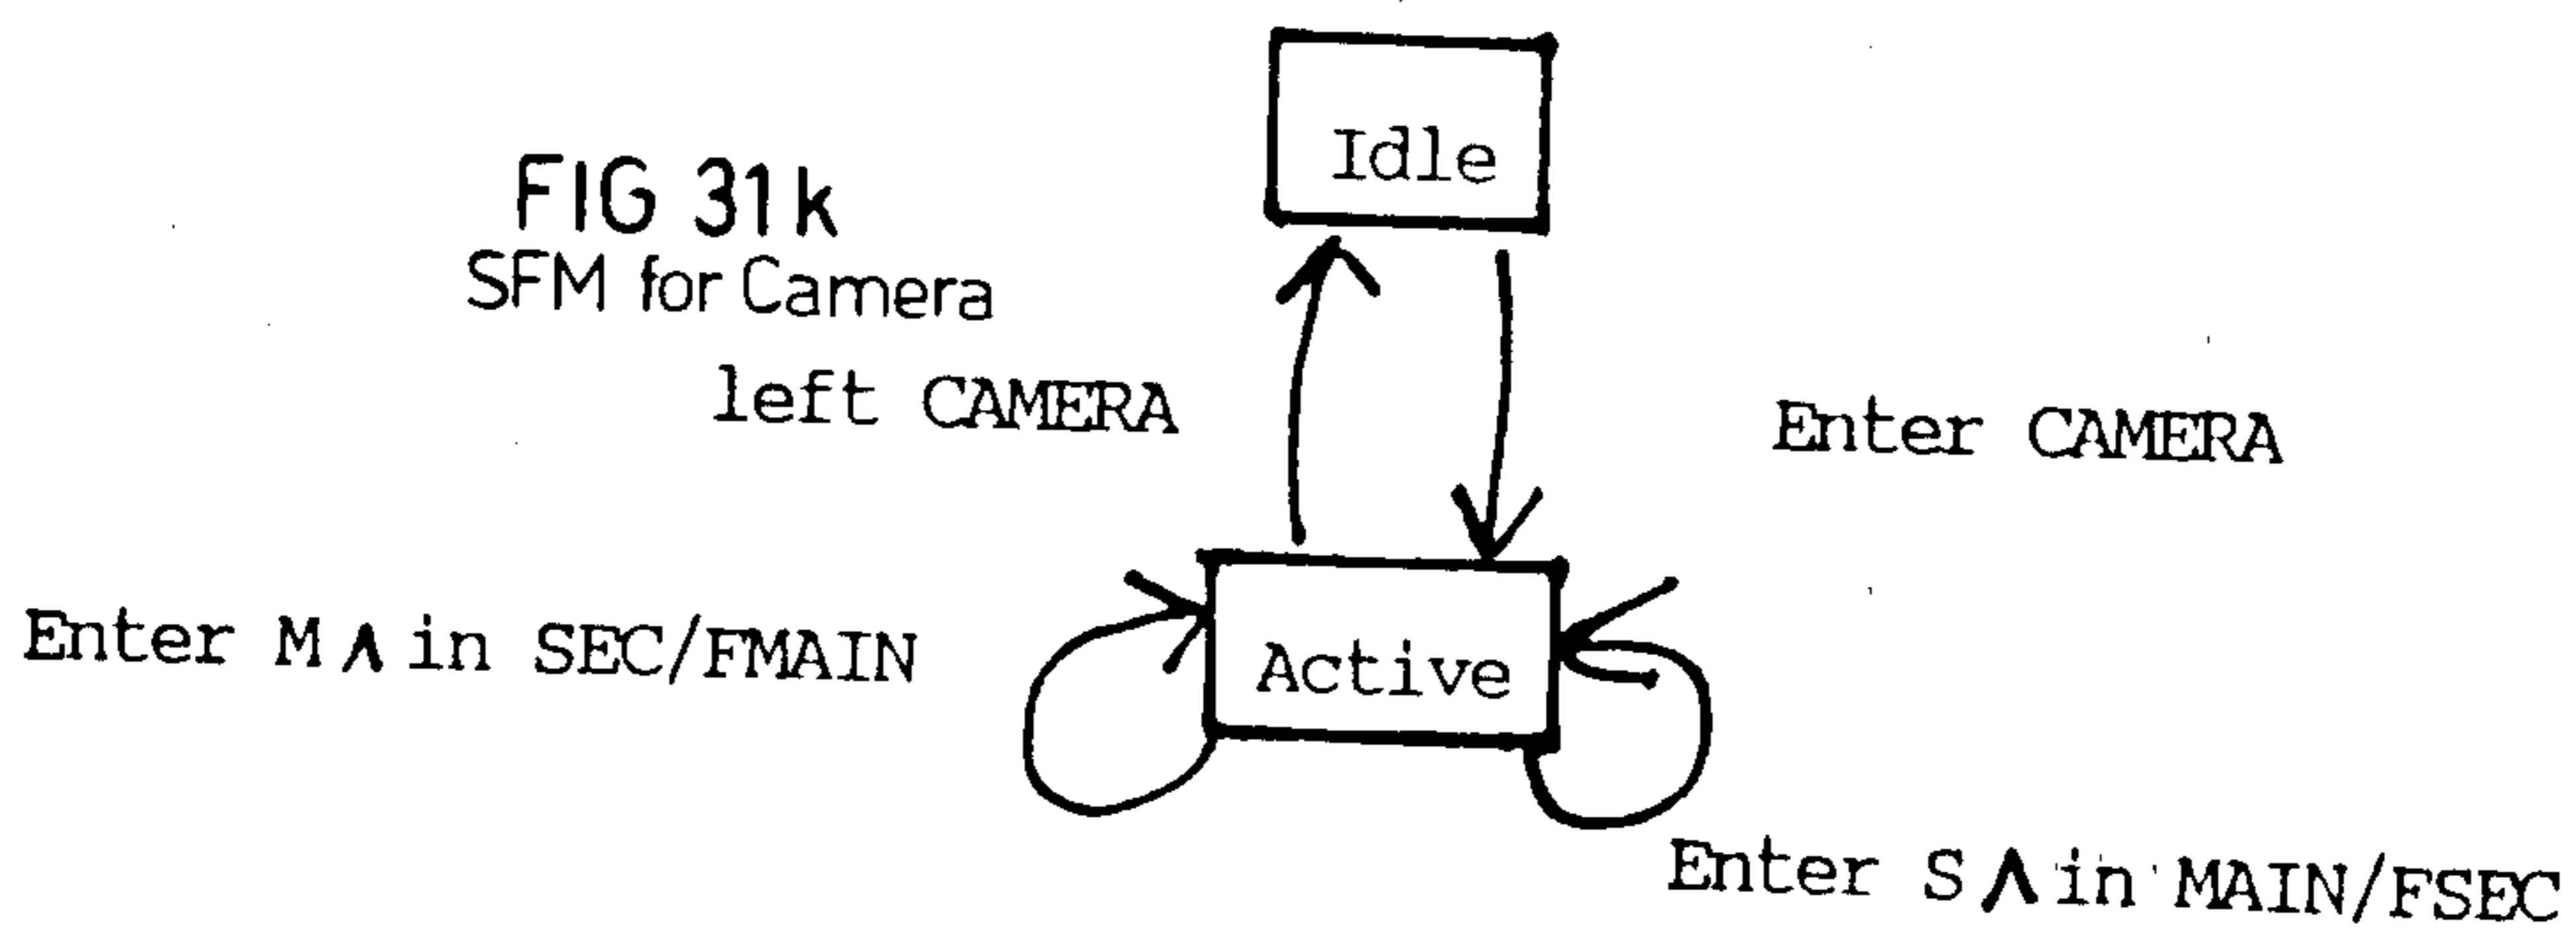 Idle
FIG 31k
SFM for Camera
left CAMERA
Enter CAMERA
Enter M ∧ in SEC/FMAIN
Active
Enter S ∧ in MAIN/FSEC